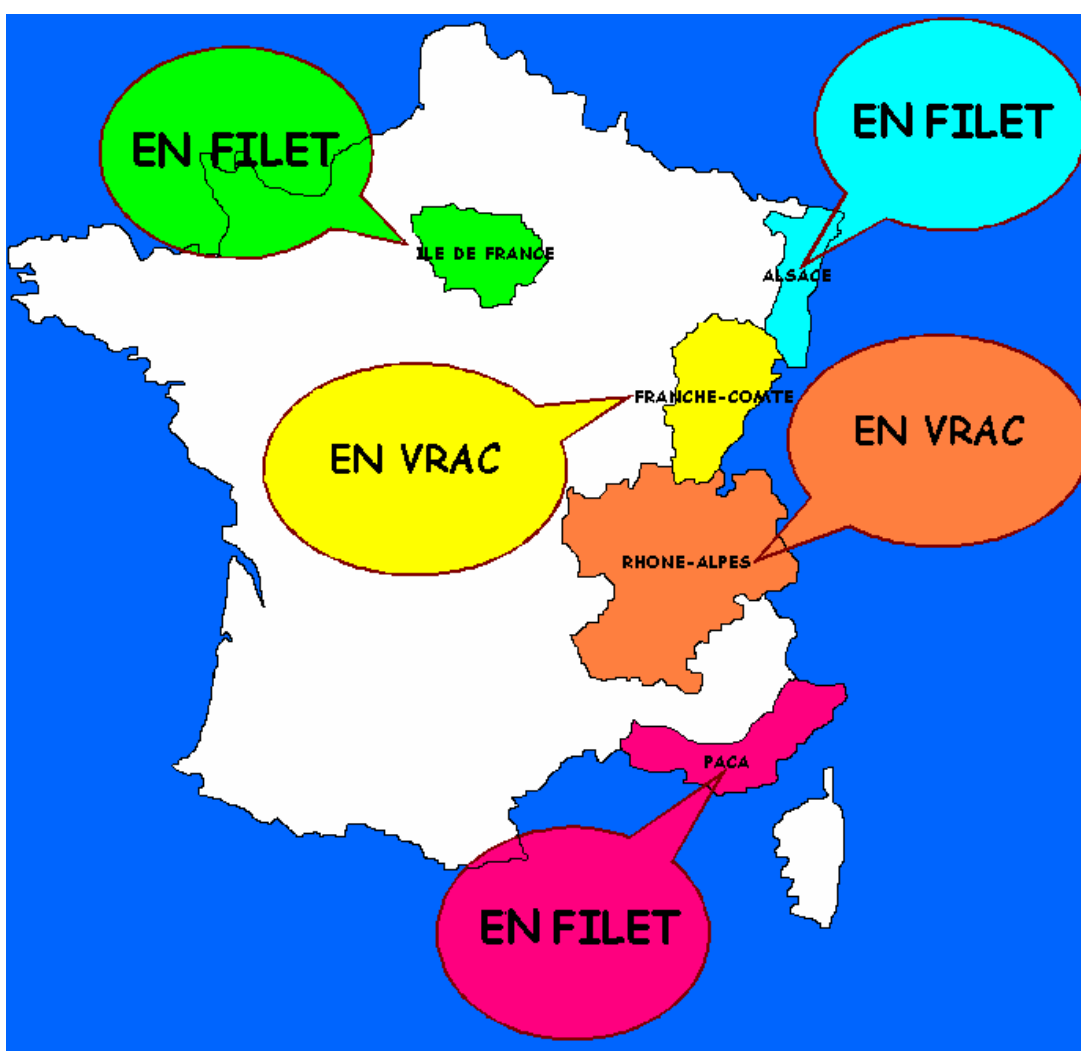 EN FILET
EN FILET
ILE DE FRANCE
ALSACE
FRANCHE-COMTE
EN VRAC
EN VRAC
RHONE-ALPES
PACA
EN FILET